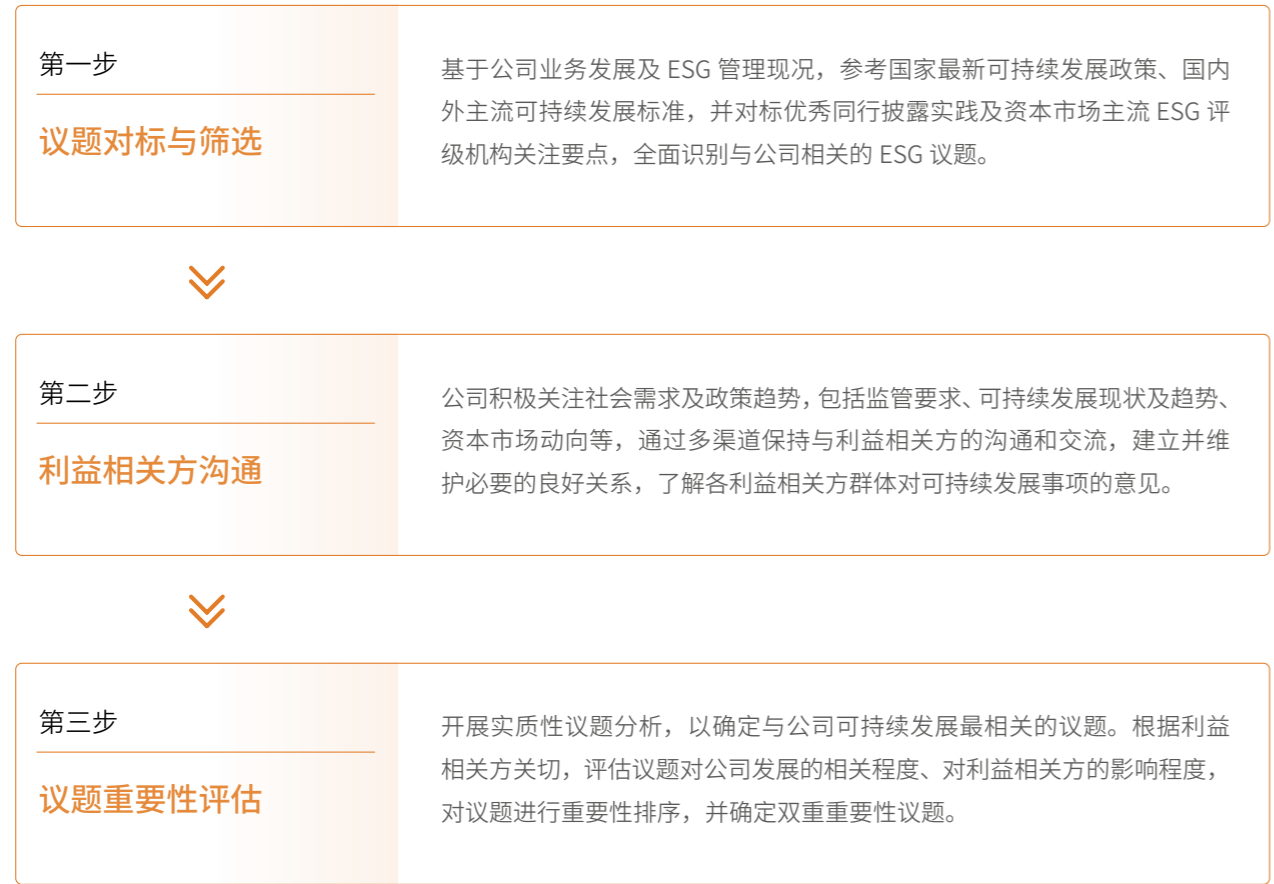 第一步
议题对标与筛选
基于公司业务发展及 ESG 管理现况，参考国家最新可持续发展政策、国内
外主流可持续发展标准，并对标优秀同行披露实践及资本市场主流 ESG 评
级机构关注要点，全面识别与公司相关的 ESG 议题。
第二步
利益相关方沟通
公司积极关注社会需求及政策趋势，包括监管要求、可持续发展现状及趋势、
资本市场动向等，通过多渠道保持与利益相关方的沟通和交流，建立并维
护必要的良好关系，了解各利益相关方群体对可持续发展事项的意见。
第三步
议题重要性评估
开展实质性议题分析，以确定与公司可持续发展最相关的议题。根据利益
相关方关切，评估议题对公司发展的相关程度、对利益相关方的影响程度，
对议题进行重要性排序，并确定双重重要性议题。